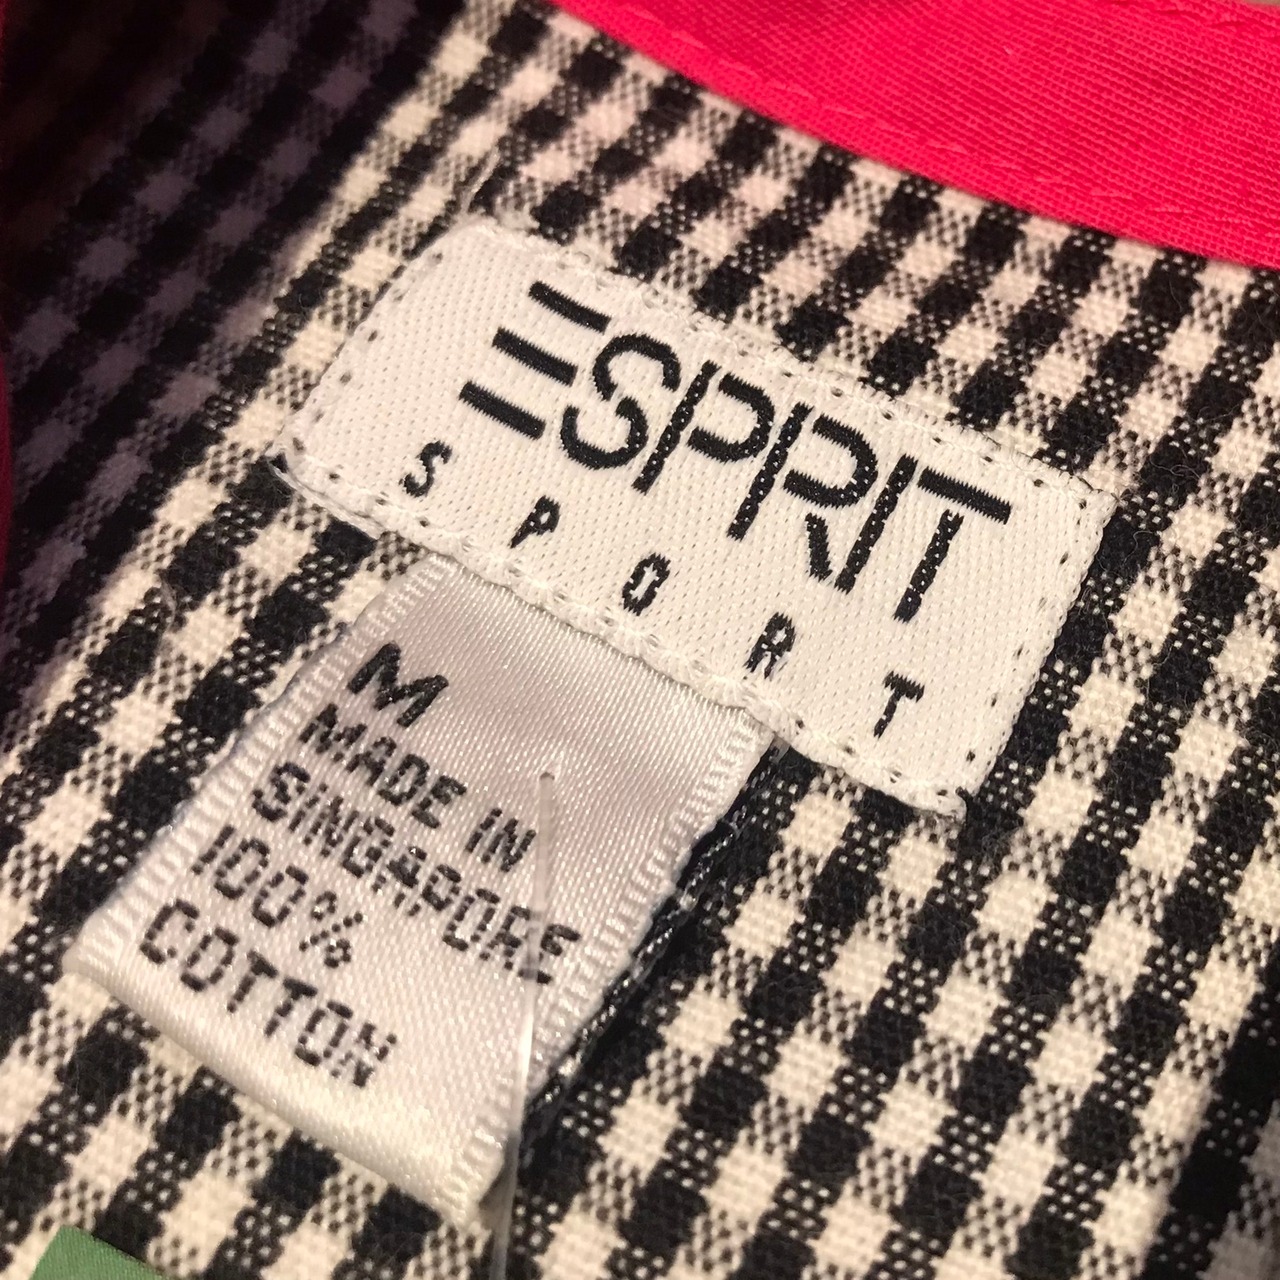 ESPRIT
SPORT
M
MADE IN
SINGAPORE
100%
COTTON